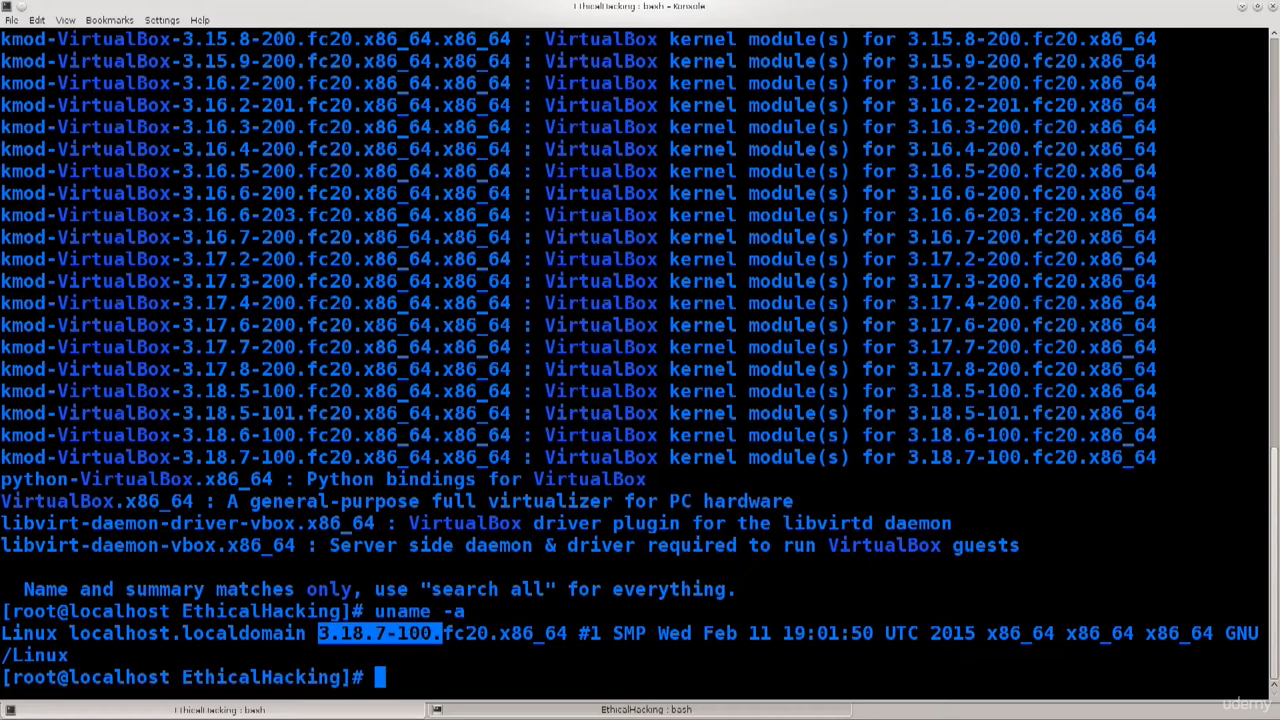 EthicalHacking : bash – Konsole
File Edit View Bookmarks Settings Help
kmod-VirtualBox-3.15.8-200.fc20.x86_64.x86_64 : VirtualBox kernel module(s) for 3.15.8-200.fc20.x86_64
kmod-VirtualBox-3.15.9-200.fc20.x86_64.x86_64 : VirtualBox kernel module(s) for 3.15.9-200.fc20.x86_64
kmod-VirtualBox-3.16.2-200.fc20.x86_64.x86_64 : VirtualBox kernel module(s) for 3.16.2-200.fc20.x86_64
kmod-VirtualBox-3.16.2-201.fc20.x86_64.x86_64 : VirtualBox kernel module(s) for 3.16.2-201.fc20.x86_64
kmod-VirtualBox-3.16.3-200.fc20.x86_64.x86_64 : VirtualBox kernel module(s) for 3.16.3-200.fc20.x86_64
kmod-VirtualBox-3.16.4-200.fc20.x86_64.x86_64 : VirtualBox kernel module(s) for 3.16.4-200.fc20.x86_64
kmod-VirtualBox-3.16.5-200.fc20.x86_64.x86_64 : VirtualBox kernel module(s) for 3.16.5-200.fc20.x86_64
kmod-VirtualBox-3.16.6-200.fc20.x86_64.x86_64 : VirtualBox kernel module(s) for 3.16.6-200.fc20.x86_64
kmod-VirtualBox-3.16.6-203.fc20.x86_64.x86_64 : VirtualBox kernel module(s) for 3.16.6-203.fc20.x86_64
kmod-VirtualBox-3.16.7-200.fc20.x86_64.x86_64 : VirtualBox kernel module(s) for 3.16.7-200.fc20.x86_64
kmod-VirtualBox-3.17.2-200.fc20.x86_64.x86_64 : VirtualBox kernel module(s) for 3.17.2-200.fc20.x86_64
kmod-VirtualBox-3.17.3-200.fc20.x86_64.x86_64 : VirtualBox kernel module(s) for 3.17.3-200.fc20.x86_64
kmod-VirtualBox-3.17.4-200.fc20.x86_64.x86_64 : VirtualBox kernel module(s) for 3.17.4-200.fc20.x86_64
kmod-VirtualBox-3.17.6-200.fc20.x86_64.x86_64 : VirtualBox kernel module(s) for 3.17.6-200.fc20.x86_64
kmod-VirtualBox-3.17.7-200.fc20.x86_64.x86_64 : VirtualBox kernel module(s) for 3.17.7-200.fc20.x86_64
kmod-VirtualBox-3.17.8-200.fc20.x86_64.x86_64 : VirtualBox kernel module(s) for 3.17.8-200.fc20.x86_64
kmod-VirtualBox-3.18.5-100.fc20.x86_64.x86_64 : VirtualBox kernel module(s) for 3.18.5-100.fc20.x86_64
kmod-VirtualBox-3.18.5-101.fc20.x86_64.x86_64 : VirtualBox kernel module(s) for 3.18.5-101.fc20.x86_64
kmod-VirtualBox-3.18.6-100.fc20.x86_64.x86_64 : VirtualBox kernel module(s) for 3.18.6-100.fc20.x86_64
kmod-VirtualBox-3.18.7-100.fc20.x86_64.x86_64 : VirtualBox kernel module(s) for 3.18.7-100.fc20.x86_64
python-VirtualBox.x86_64 : Python bindings for VirtualBox
VirtualBox.x86_64 : A general-purpose full virtualizer for PC hardware
libvirt-daemon-driver-vbox.x86_64 : VirtualBox driver plugin for the libvirtd daemon
libvirt-daemon-vbox.x86_64 : Server side daemon & driver required to run VirtualBox guests
Name and summary matches only, use "search all" for everything.
[root@localhost EthicalHacking]# uname -a
Linux localhost.localdomain 3.18.7-100.fc20.x86_64 #1 SMP Wed Feb 11 19:01:50 UTC 2015 x86_64 x86_64 x86_64 GNU
/Linux
[root@localhost EthicalHacking]#
EthicalHacking : bash EthicalHacking : bash
udemy